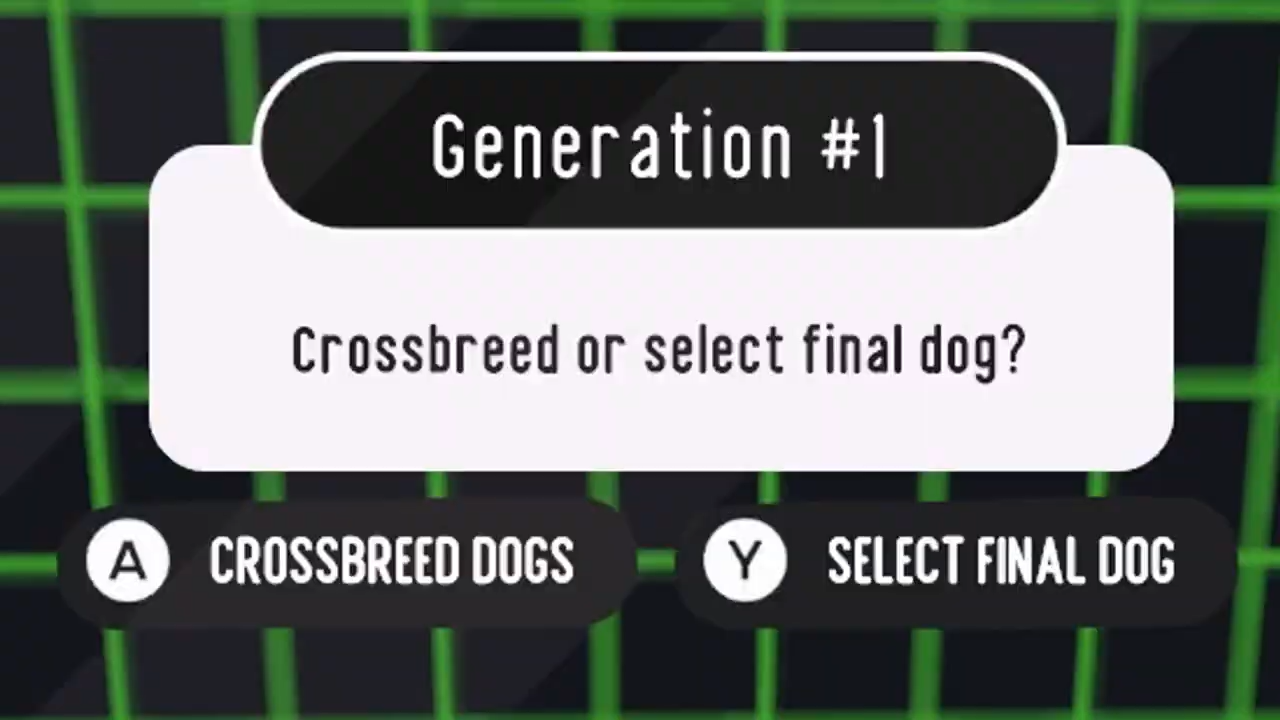 Generation #1
Crossbreed or select final dog?
A CROSSBREED DOGS
Y SELECT FINAL DOG